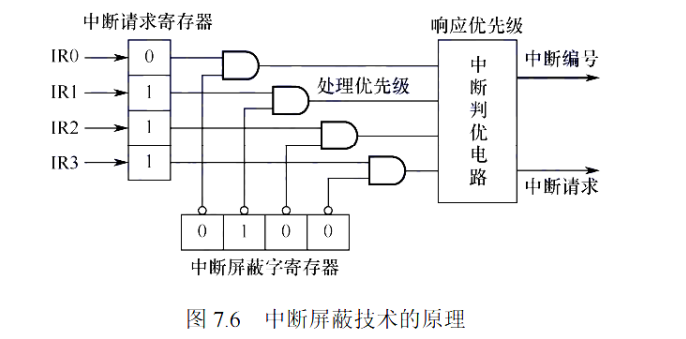 中断请求寄存器
响应优先级
IR0
0
中断编号
IR1
1
处理优先级
IR2
1
IR3
1
中断判优电路
中断请求
0 1 0 0
中断屏蔽字寄存器
图 7.6 中断屏蔽技术的原理